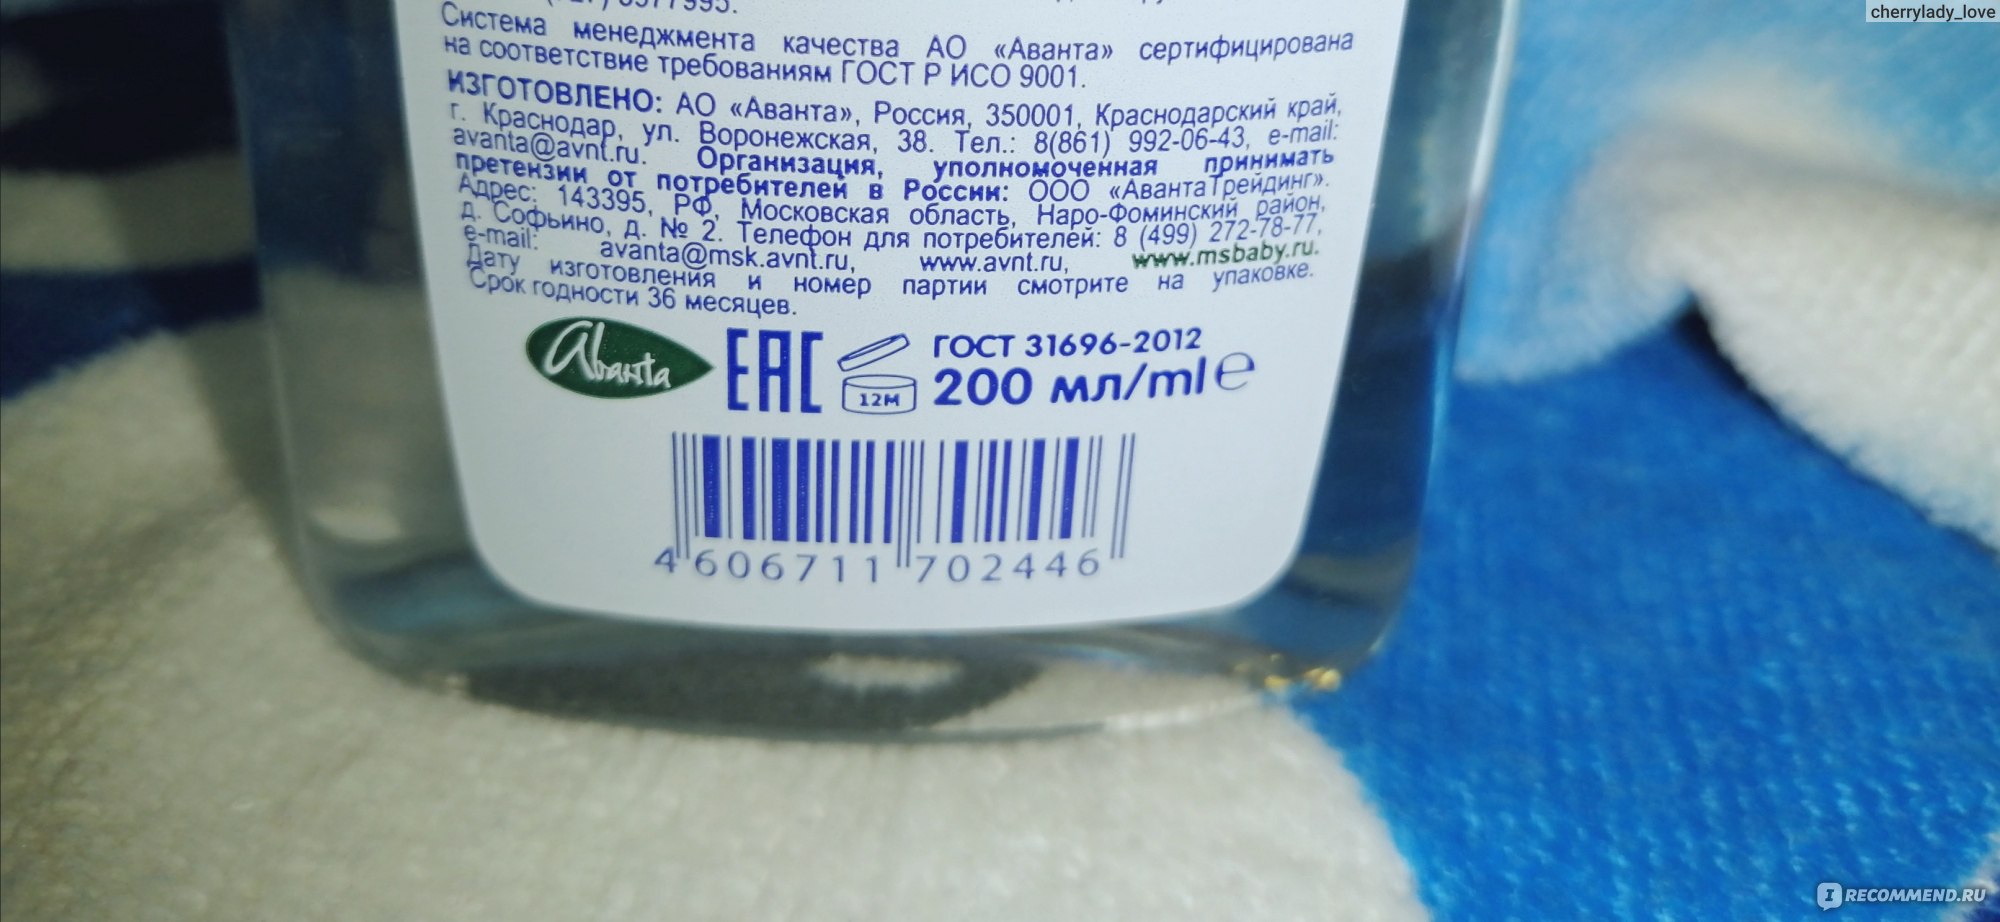 cherrylady_love
Система менеджмента качества АО «Аванта» сертифицирована
на соответствие требованиям ГОСТ Р ИСО 9001.
ИЗГОТОВЛЕНО: АО «Аванта», Россия, 350001, Краснодарский край,
г. Краснодар, ул. Воронежская, 38. Тел.: 8(861) 992-06-43, e-mail:
avanta@avnt.ru. Организация, уполномоченная принимать
претензии от потребителей в России: ООО «АвантаТрейдинг».
Адрес: 143395, РФ, Московская область, Наро-Фоминский район,
д. Софьино, д. № 2. Телефон для потребителей: 8 (499) 272-78-77,
e-mail: avanta@msk.avnt.ru, www.avnt.ru, www.msbaby.ru.
Дату изготовления и номер партии смотрите на упаковке.
Срок годности 36 месяцев.
Аванта EAC 12М ГОСТ 31696-2012
200 мл/ml e
4 606711 702446
IRECOMMEND.RU